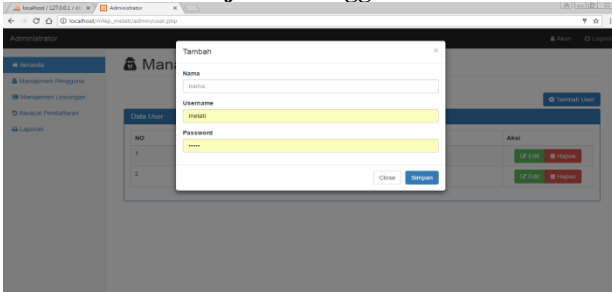 localhost / 127.0.0.1 / d
Administrator
localhost/mfep_melati/admin/user.php
Administrator
Akun
Logout
Beranda
Manajemen Pengguna
Manajemen Lowongan
Riwayat Pendaftaran
Laporan
Mana
Tambah User
Data User
NO
Aksi
1
Edit
Hapus
2
Edit
Hapus
Tambah
×
Nama
nama...
Username
melati
Password
•••••
Close
Simpan